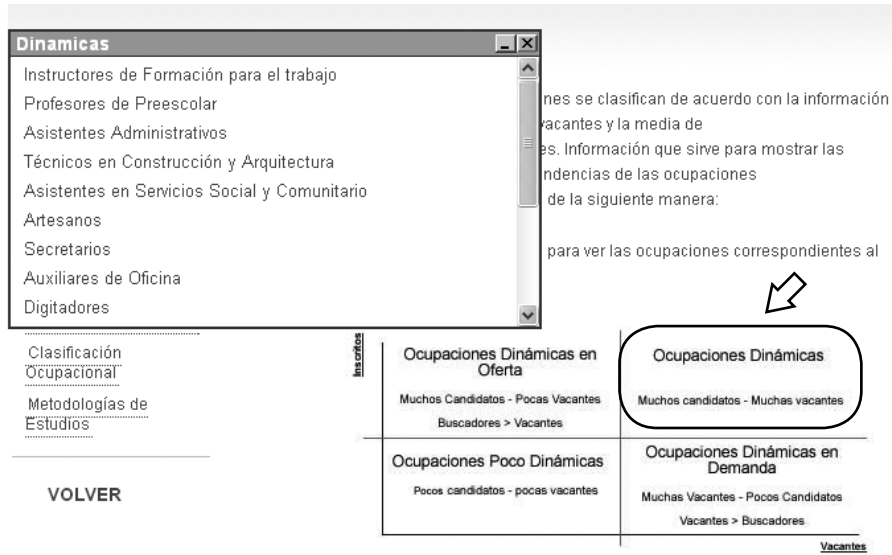 Dinamicas
Instructores de Formación para el trabajo
Profesores de Preescolar
Asistentes Administrativos
Técnicos en Construcción y Arquitectura
Asistentes en Servicios Social y Comunitario
Artesanos
Secretarios
Auxiliares de Oficina
Digitadores
se clasifican de acuerdo con la información
vacantes y la media de
Información que sirve para mostrar las
de las ocupaciones
de la siguiente manera:
para ver las ocupaciones correspondientes al
Clasificación
Ocupacional
Metodologías de
Estudios
VOLVER
Inscritos
Ocupaciones Dinámicas en
Oferta
Muchos Candidatos - Pocas Vacantes
Buscadores > Vacantes
Ocupaciones Dinámicas
Muchos candidatos - Muchas vacantes
Ocupaciones Poco Dinámicas
Pocos candidatos - pocas vacantes
Ocupaciones Dinámicas en
Demanda
Muchas Vacantes - Pocos Candidatos
Vacantes > Buscadores
Vacantes